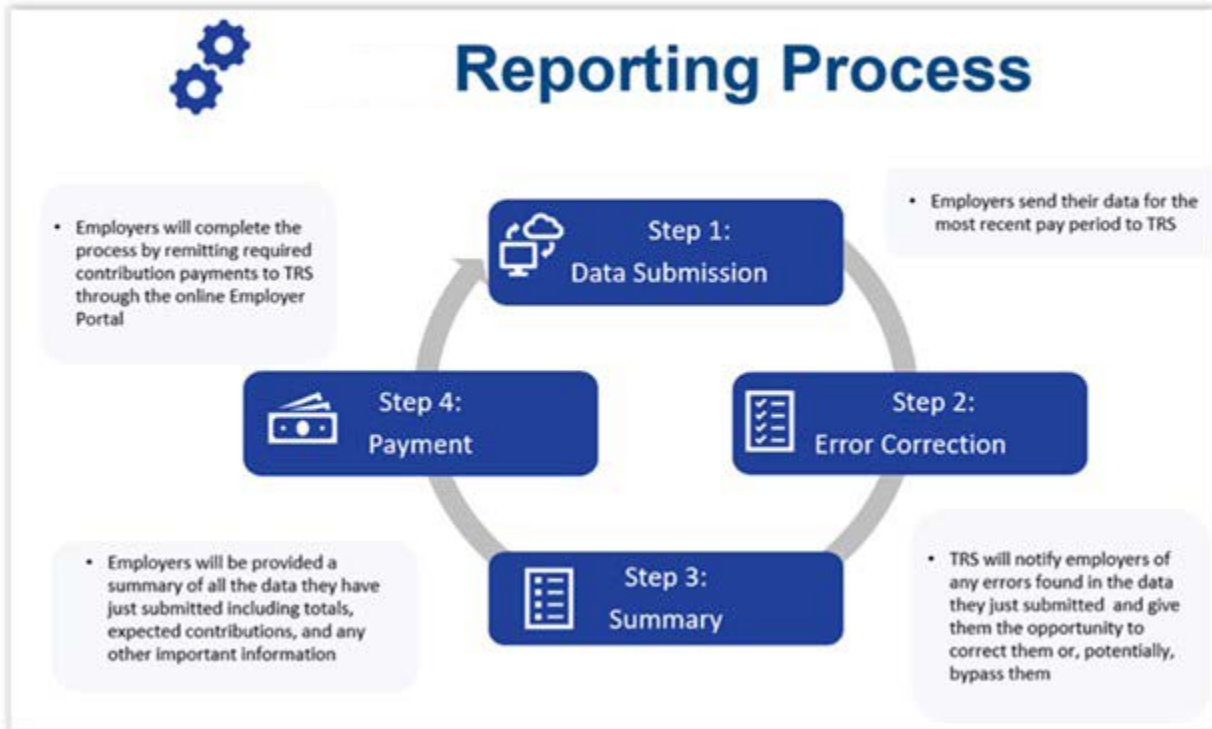 Reporting Process
• Employers send their data for the
most recent pay period to TRS
Step 1:
Data Submission
• Employers will complete the
process by remitting required
contribution payments to TRS
through the online Employer
Portal
Step 2:
Error Correction
Step 4:
Payment
• TRS will notify employers of
any errors found in the data
they just submitted and give
them the opportunity to
correct them or, potentially,
bypass them
Step 3:
Summary
• Employers will be provided a
summary of all the data they have
just submitted including totals,
expected contributions, and any
other important information